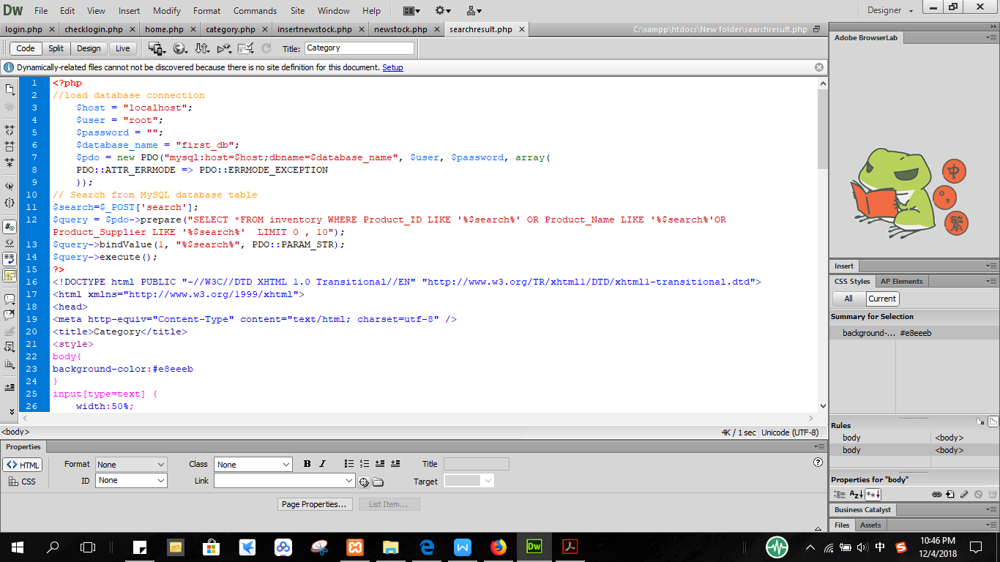 Dw File Edit View Insert Modify Format Commands Site Window Help Designer
login.php checklogin.php home.php category.php insertnewstock.php newstock.php searchresult.php C:\xampp\htdocs\New folder\searchresult.php
Code Split Design Live Title: Category
Dynamically-related files cannot not be discovered because there is no site definition for this document. Setup
1 <?php
2 //load database connection
3 $host = "localhost";
4 $user = "root";
5 $password = "";
6 $database_name = "first_db";
7 $pdo = new PDO("mysql:host=$host;dbname=$database_name", $user, $password, array(
8 PDO::ATTR_ERRMODE => PDO::ERRMODE_EXCEPTION
9 ));
10 // Search from MySQL database table
11 $search=$_POST['search'];
12 $query = $pdo->prepare("SELECT *FROM inventory WHERE Product_ID LIKE '%$search%' OR Product_Name LIKE '%$search%'OR
Product_Supplier LIKE '%$search%'  LIMIT 0 , 10");
13 $query->bindValue(1, "%$search%", PDO::PARAM_STR);
14 $query->execute();
15 ?>
16 <!DOCTYPE html PUBLIC "-//W3C//DTD XHTML 1.0 Transitional//EN" "http://www.w3.org/TR/xhtml1/DTD/xhtml1-transitional.dtd">
17 <html xmlns="http://www.w3.org/1999/xhtml">
18 <head>
19 <meta http-equiv="Content-Type" content="text/html; charset=utf-8" />
20 <title>Category</title>
21 <style>
22 body{
23 background-color:#e8eeeb
24 }
25 input[type=text] {
26 width:50%;
<body> 4K / 1 sec Unicode (UTF-8)
Properties
HTML Format None Class None B I Title
CSS ID None Link Target
Page Properties... List Item...
Adobe BrowserLab
中
°,
繁
Insert
CSS Styles AP Elements
All Current
Summary for Selection
background-... #e8eeeb
Rules
body <body>
body <body>
Properties for "body"
Az
Business Catalyst
Files Assets
W Dw 中 S
10:46 PM
12/4/2018